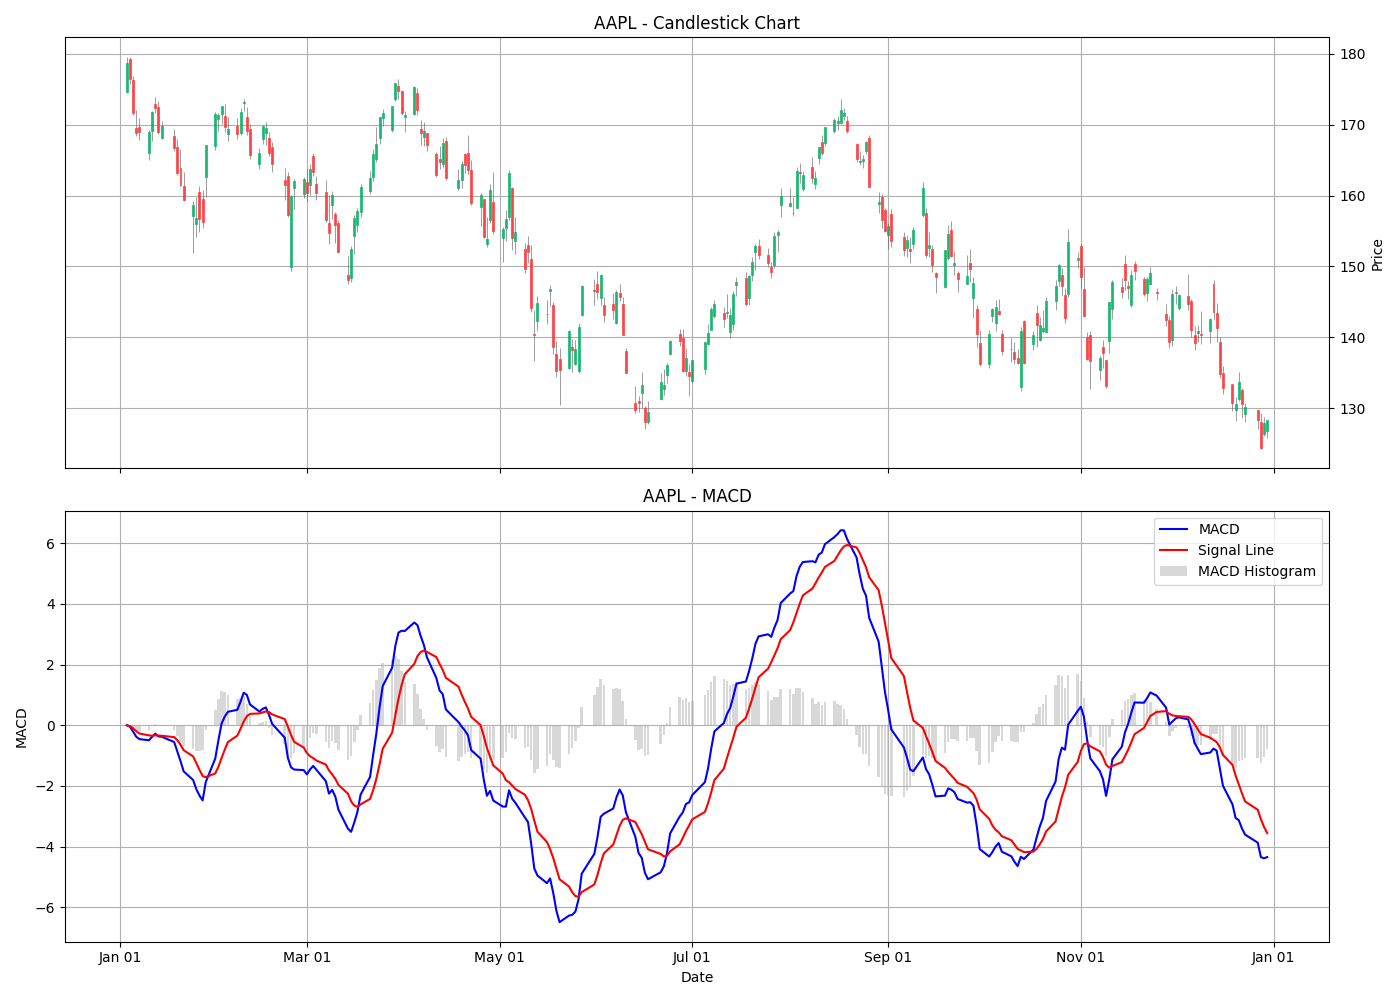 AAPL - Candlestick Chart
180
170
160
150
140
130
Price
AAPL - MACD
MACD
Signal Line
MACD Histogram
6
4
2
0
−2
−4
−6
MACD
Jan 01
Mar 01
May 01
Jul 01
Sep 01
Nov 01
Jan 01
Date